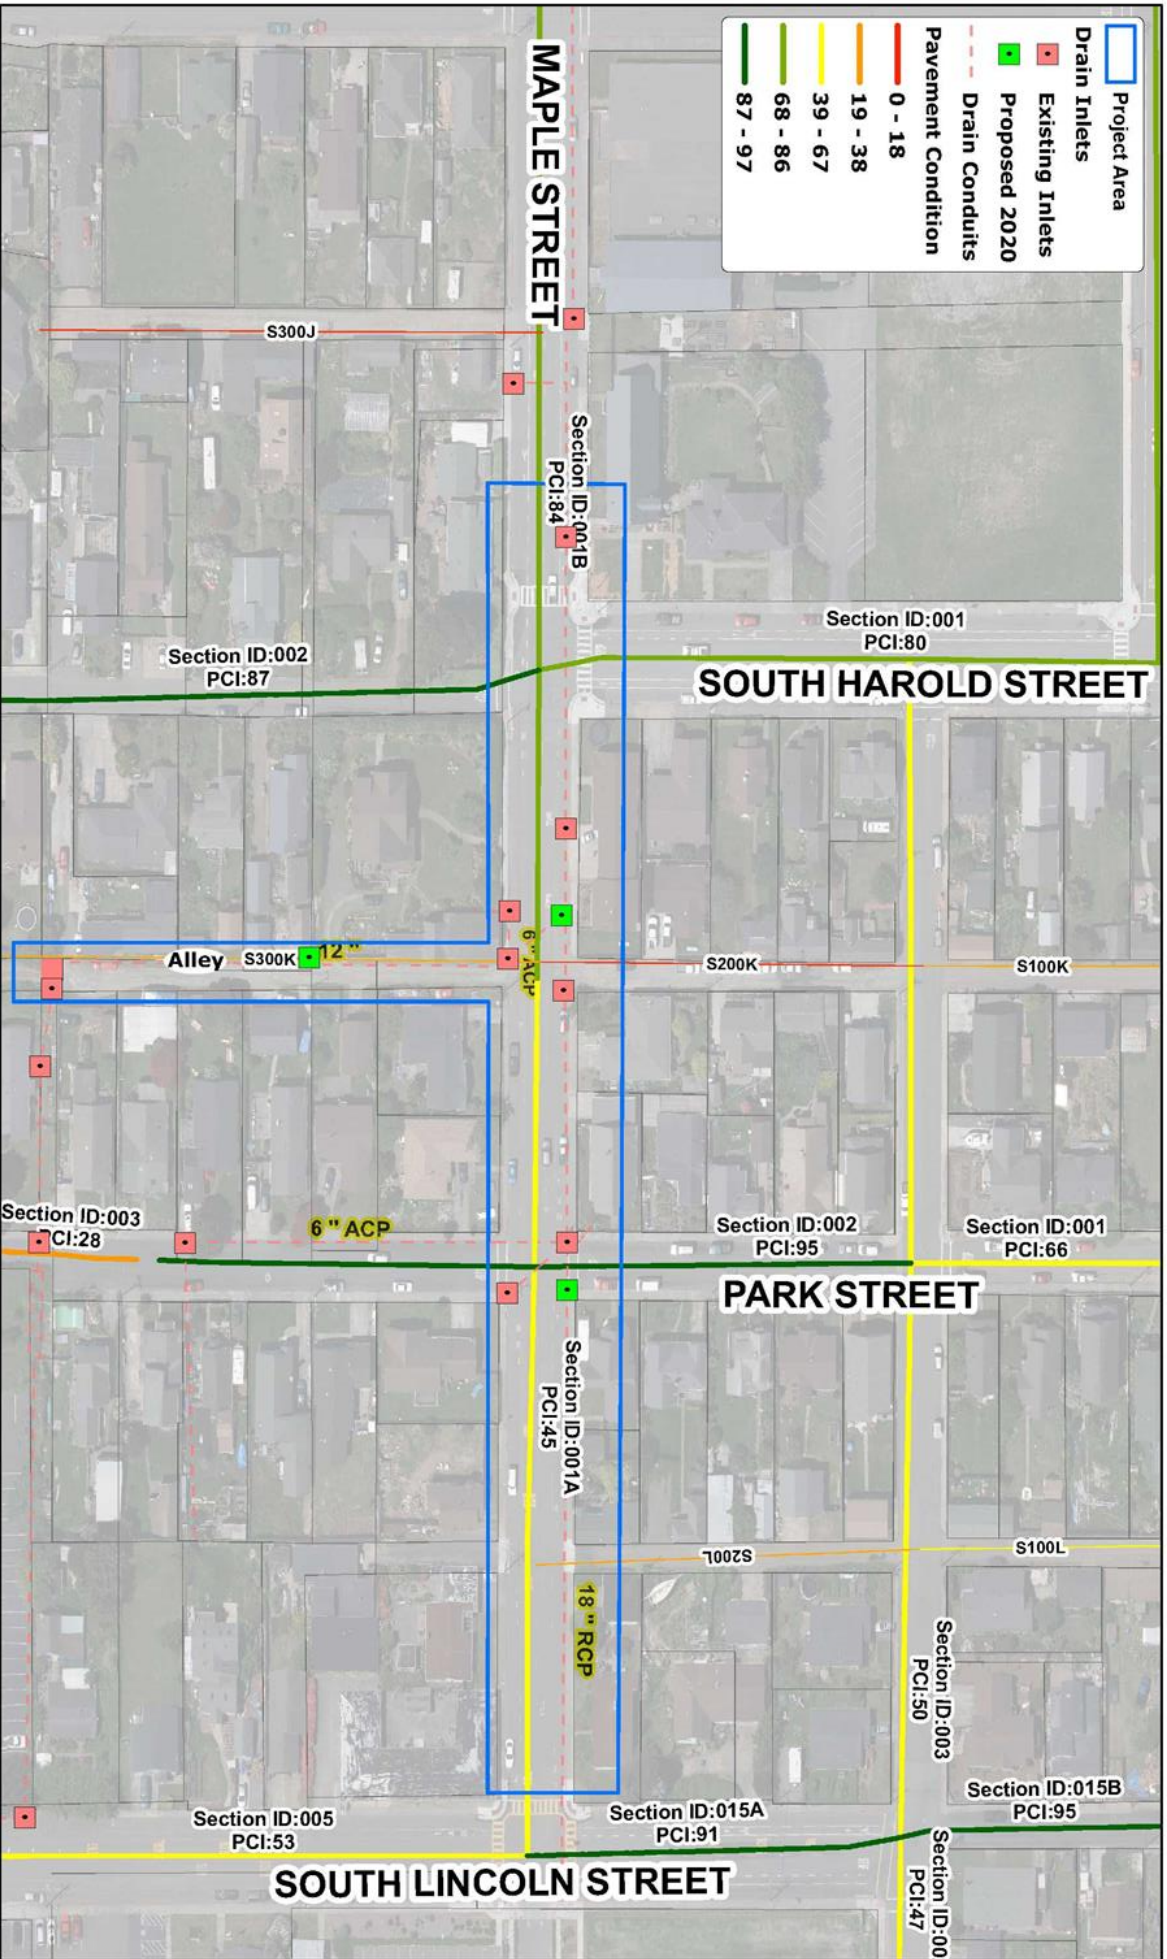 Project Area
Drain Inlets
Existing Inlets
Proposed 2020
Drain Conduits
Pavement Condition
0 - 18
19 - 38
39 - 67
68 - 86
87 - 97
MAPLE STREET
S300J
Section ID:001B
PCI:84
Section ID:001
PCI:80
Section ID:002
PCI:87
SOUTH HAROLD STREET
Alley
S300K
12 "
6 " ACP
S200K
S100K
Section ID:003
PCI:28
6 " ACP
Section ID:002
PCI:95
Section ID:001
PCI:66
PARK STREET
Section ID:001A
PCI:45
S200L
S100L
18 " RCP
Section ID:003
PCI:50
Section ID:005
PCI:53
Section ID:015A
PCI:91
Section ID:015B
PCI:95
Section ID:00
PCI:47
SOUTH LINCOLN STREET